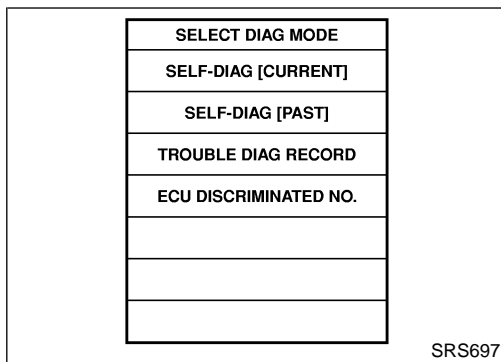 SELECT DIAG MODE
SELF-DIAG [CURRENT]
SELF-DIAG [PAST]
TROUBLE DIAG RECORD
ECU DISCRIMINATED NO.
SRS697